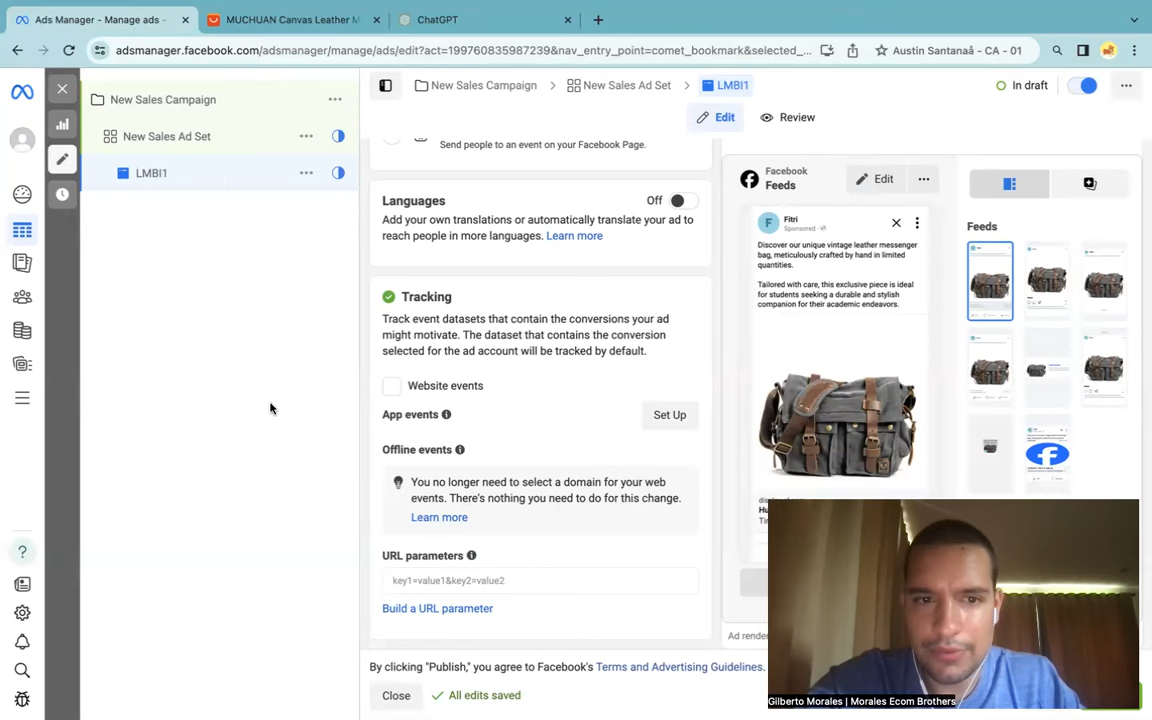 Ads Manager - Manage ads -
MUCHUAN Canvas Leather M
ChatGPT
adsmanager.facebook.com/adsmanager/manage/ads/edit?act=199760835987239&nav_entry_point=comet_bookmark&selected_...
Austin Santanaå - CA - 01
New Sales Campaign
New Sales Ad Set
LMBI1
New Sales Campaign
New Sales Ad Set
LMBI1
In draft
Edit
Review
Send people to an event on your Facebook Page.
Languages
Off
Add your own translations or automatically translate your ad to
reach people in more languages. Learn more
Tracking
Track event datasets that contain the conversions your ad
might motivate. The dataset that contains the conversion
selected for the ad account will be tracked by default.
Website events
App events
Set Up
Offline events
You no longer need to select a domain for your web
events. There's nothing you need to do for this change.
Learn more
URL parameters
key1=value1&key2=value2
Build a URL parameter
By clicking "Publish," you agree to Facebook's Terms and Advertising Guidelines.
Close
All edits saved
Facebook
Feeds
Edit
F
Fitri
Sponsored
Discover our unique vintage leather messenger
bag, meticulously crafted by hand in limited
quantities.
Tailored with care, this exclusive piece is ideal
for students seeking a durable and stylish
companion for their academic endeavors.
Feeds
Ad render
Gilberto Morales | Morales Ecom Brothers